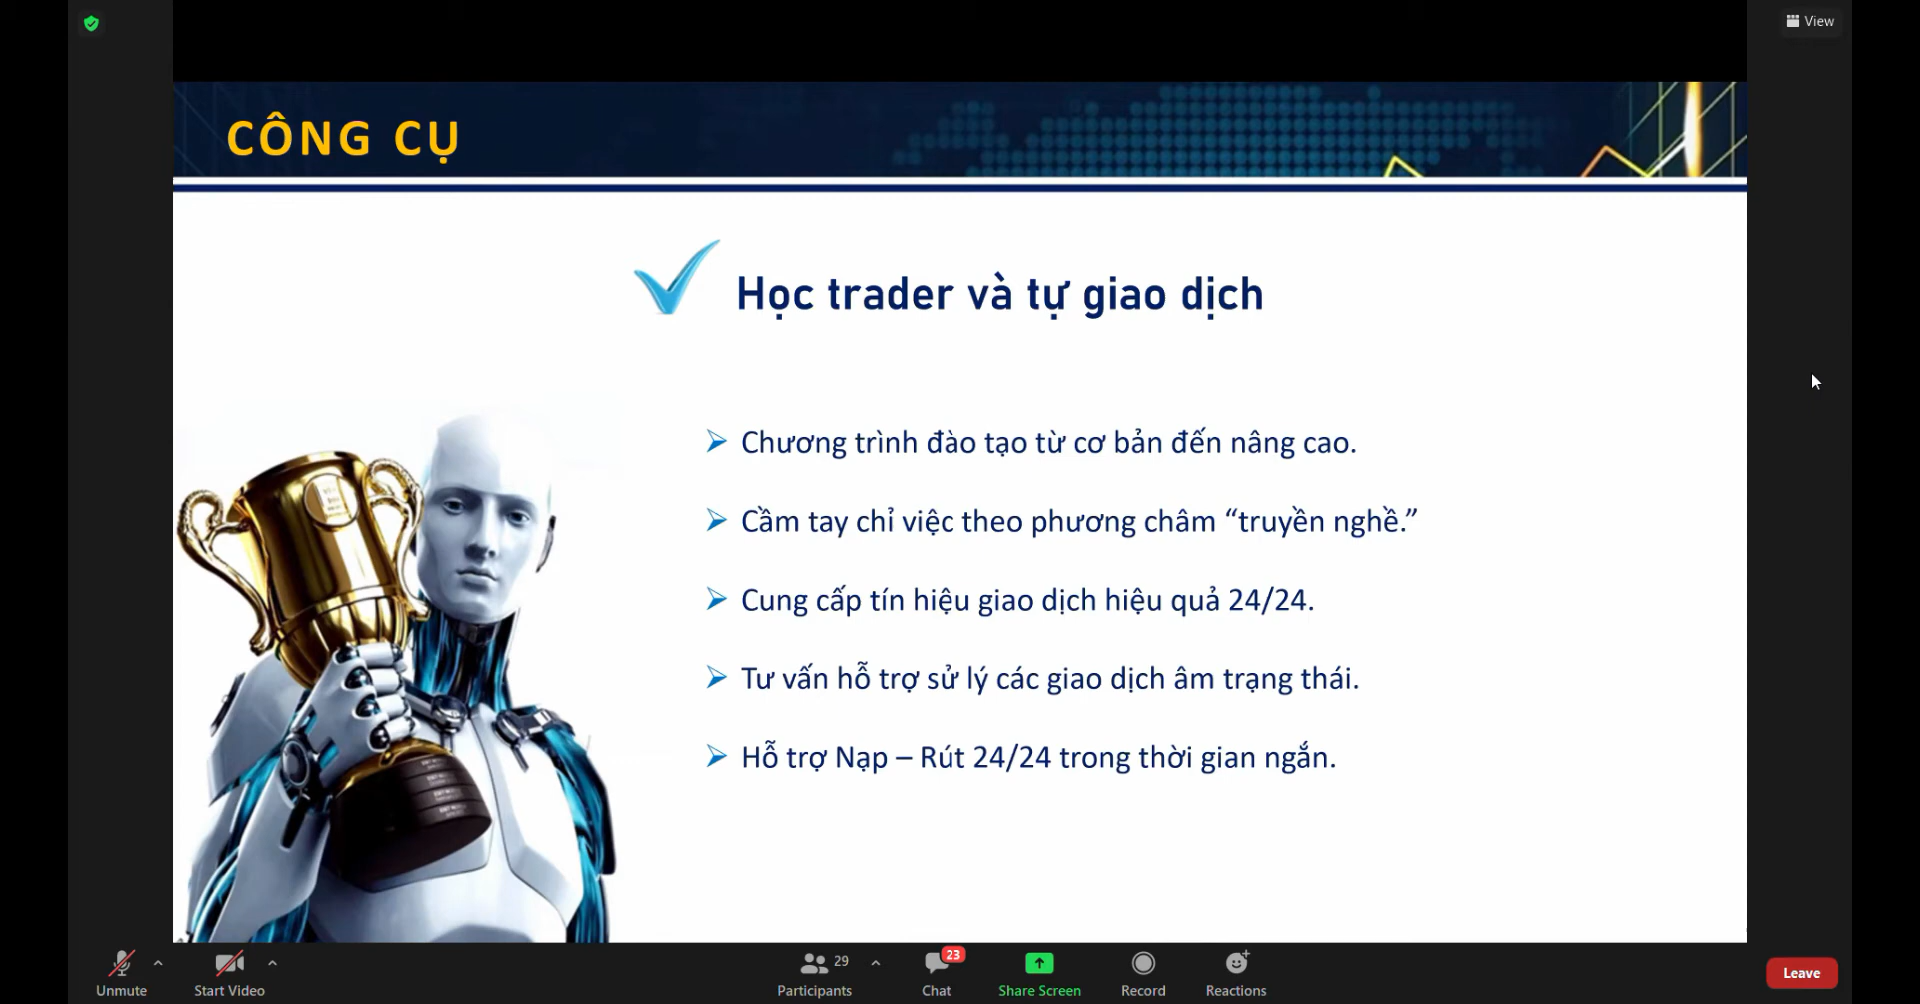 View
CÔNG CỤ
Học trader và tự giao dịch
Chương trình đào tạo từ cơ bản đến nâng cao.
Cầm tay chỉ việc theo phương châm “truyền nghề.”
Cung cấp tín hiệu giao dịch hiệu quả 24/24.
Tư vấn hỗ trợ sử lý các giao dịch âm trạng thái.
Hỗ trợ Nạp – Rút 24/24 trong thời gian ngắn.
29
23
Unmute
Start Video
Participants
Chat
Share Screen
Record
Reactions
Leave